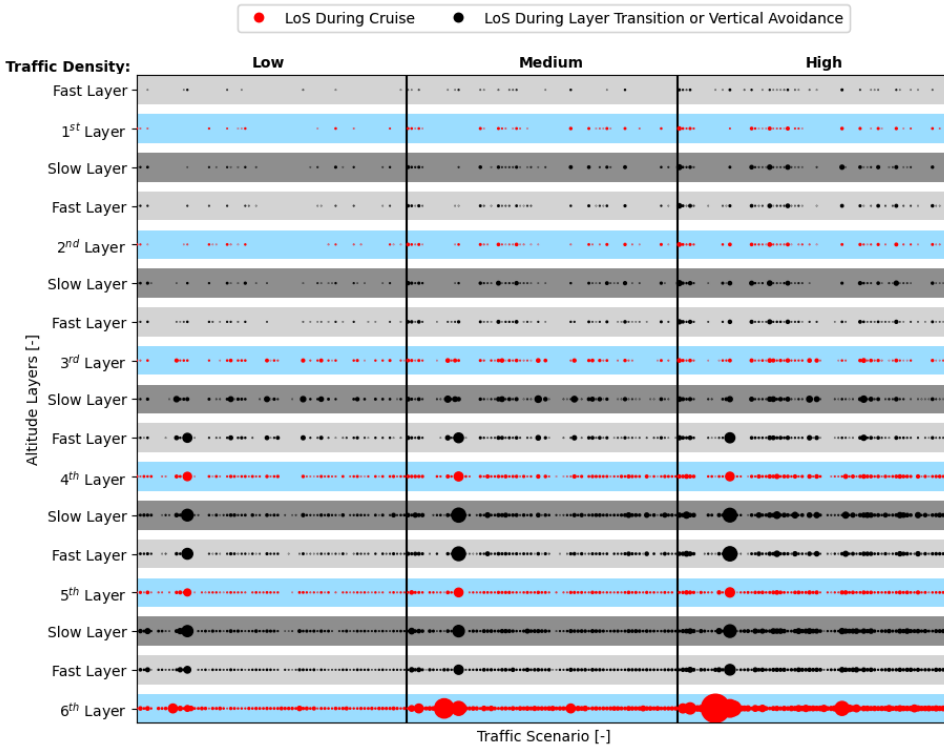 LoS During Cruise LoS During Layer Transition or Vertical Avoidance
Traffic Density: Low Medium High
Fast Layer
1st Layer
Slow Layer
Fast Layer
2nd Layer
Slow Layer
Fast Layer
3rd Layer
Slow Layer
Fast Layer
4th Layer
Slow Layer
Fast Layer
5th Layer
Slow Layer
Fast Layer
6th Layer
Altitude Layers [-]
Traffic Scenario [-]